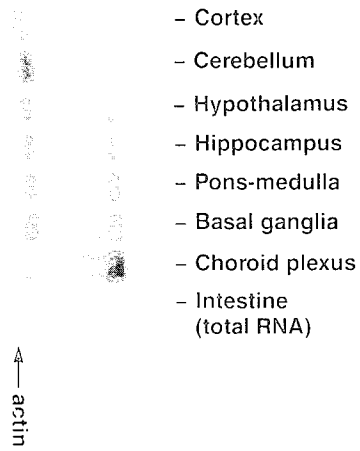 – Cortex
– Cerebellum
– Hypothalamus
– Hippocampus
– Pons-medulla
– Basal ganglia
– Choroid plexus
– Intestine
(total RNA)
← actin